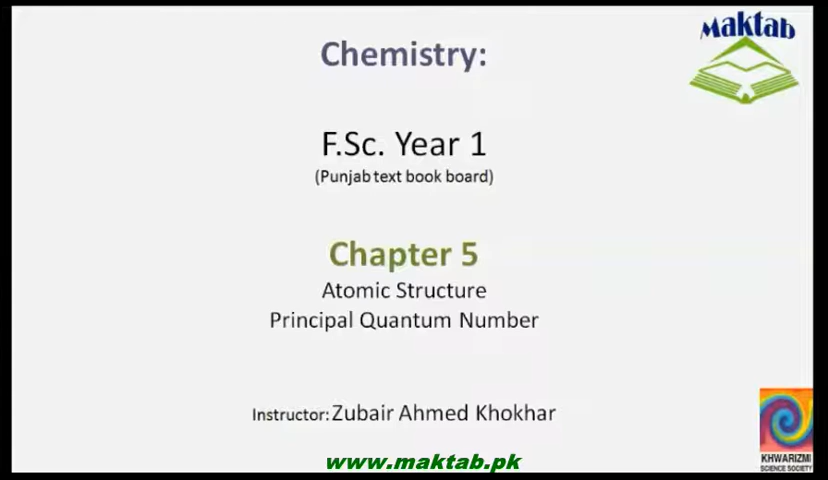 Maktab
Chemistry:
F.Sc. Year 1
(Punjab text book board)
Chapter 5
Atomic Structure
Principal Quantum Number
Instructor: Zubair Ahmed Khokhar
KHWARIZMI
SCIENCE SOCIETY
www.maktab.pk